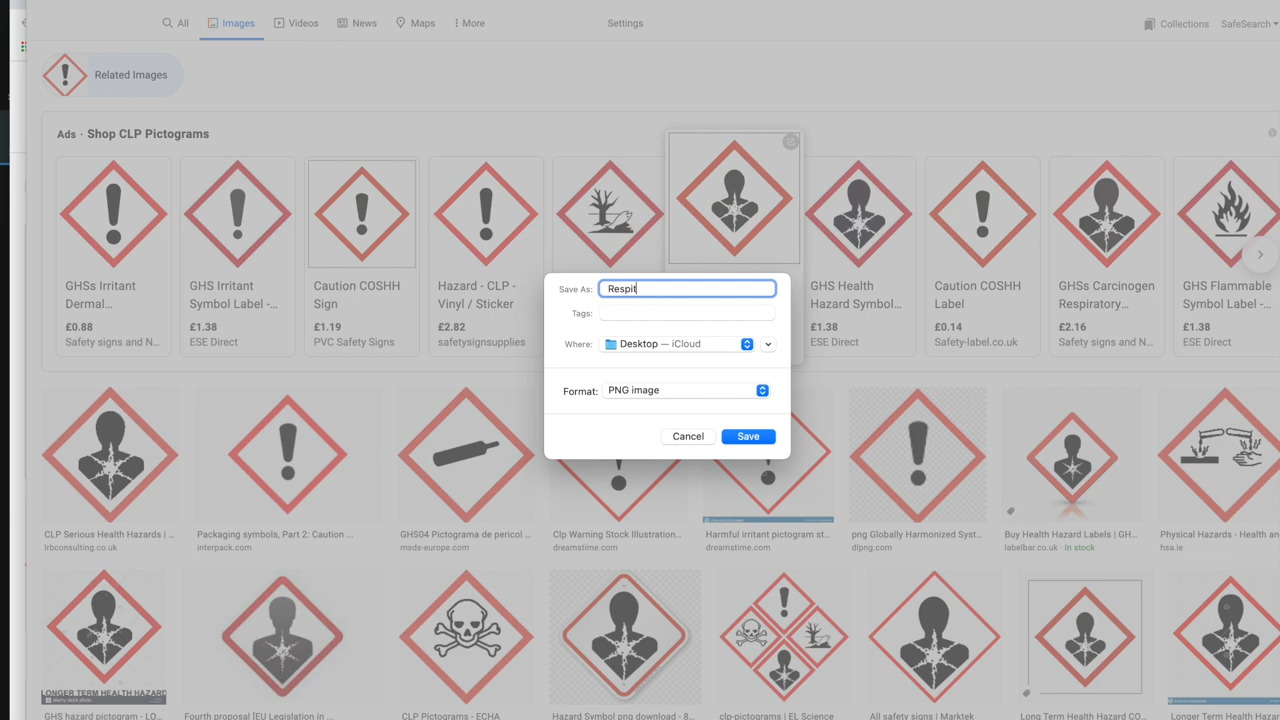 All
Images
Videos
News
Maps
More
Settings
Collections
SafeSearch
Related Images
Ads · Shop CLP Pictograms
GHSs Irritant
Dermal...
£0.88
Safety signs and N...
GHS Irritant
Symbol Label -...
£1.38
ESE Direct
Caution COSHH
Sign
£1.19
PVC Safety Signs
Hazard - CLP -
Vinyl / Sticker
£2.82
safetysignsupplies
GHS Health
Hazard Symbol...
£1.38
ESE Direct
Caution COSHH
Label
£0.14
Safety-label.co.uk
GHSs Carcinogen
Respiratory...
£2.16
Safety signs and N...
GHS Flammable
Symbol Label -...
£1.38
ESE Direct
Save As: Respit
Tags:
Where: Desktop — iCloud
Format: PNG image
Cancel
Save
CLP Serious Health Hazards | ...
lrbconsulting.co.uk
Packaging symbols, Part 2: Caution ...
interpack.com
GHS04 Pictograma de pericol ...
msds-europe.com
Clp Warning Stock Illustration...
dreamstime.com
Harmful irritant pictogram st...
dreamstime.com
png Globally Harmonized Syst...
dlpng.com
Buy Health Hazard Labels | GH...
labelbar.co.uk · In stock
Physical Hazards - Health an
hsa.ie
LONGER TERM HEALTH HAZARD
GHS hazard pictogram - LO...
Fourth proposal |EU Legislation in ...
CLP Pictograms - ECHA
Hazard Symbol png download - 8...
clp-pictograms | EL Science
All safety signs | Marktek
Long Term Health Hazard CO...
Longer Term Health Hazard